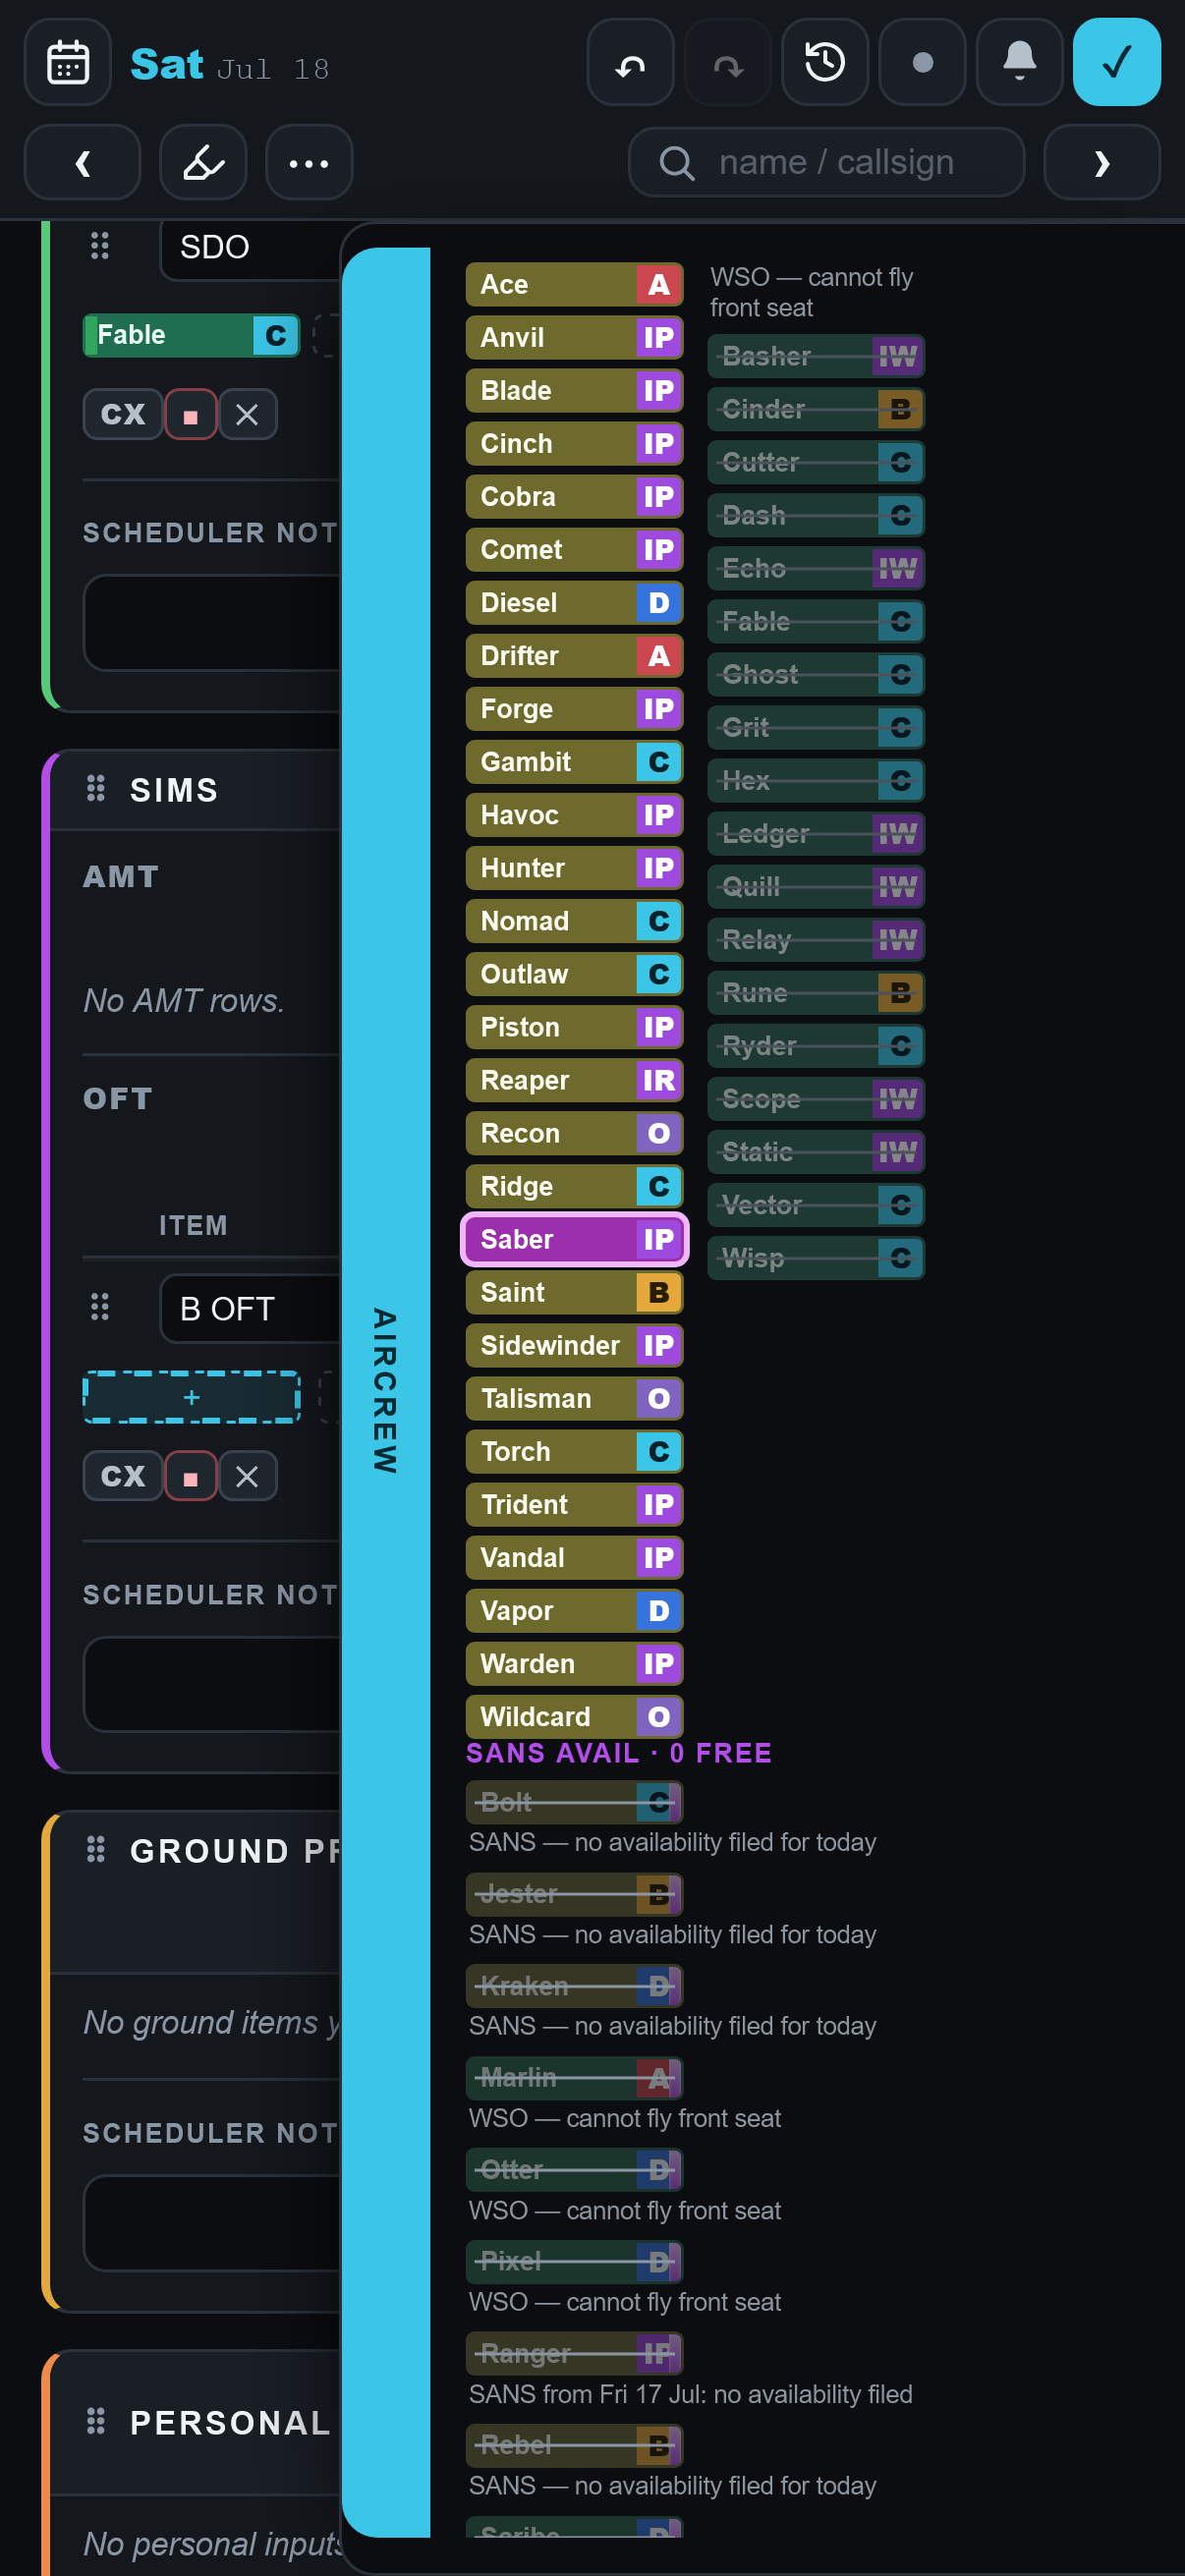 Sat Jul 18
name / callsign
SDO
Fable C
CX
SCHEDULER NOT
SIMS
AMT
No AMT rows.
OFT
ITEM
B OFT
+
CX
SCHEDULER NOT
GROUND PR
No ground items y
SCHEDULER NOT
PERSONAL
No personal inputs
AIRCREW
Ace A
Anvil IP
Blade IP
Cinch IP
Cobra IP
Comet IP
Diesel D
Drifter A
Forge IP
Gambit C
Havoc IP
Hunter IP
Nomad C
Outlaw C
Piston IP
Reaper IR
Recon O
Ridge C
Saber IP
Saint B
Sidewinder IP
Talisman O
Torch C
Trident IP
Vandal IP
Vapor D
Warden IP
Wildcard O
WSO — cannot fly
front seat
Basher IW
Cinder B
Cutter C
Dash C
Echo IW
Fable C
Ghost C
Grit C
Hex C
Ledger IW
Quill IW
Relay IW
Rune B
Ryder C
Scope IW
Static IW
Vector C
Wisp C
SANS AVAIL · 0 FREE
Bolt C
SANS — no availability filed for today
Jester B
SANS — no availability filed for today
Kraken D
SANS — no availability filed for today
Marlin A
WSO — cannot fly front seat
Otter D
WSO — cannot fly front seat
Pixel D
WSO — cannot fly front seat
Ranger IP
SANS from Fri 17 Jul: no availability filed
Rebel B
SANS — no availability filed for today